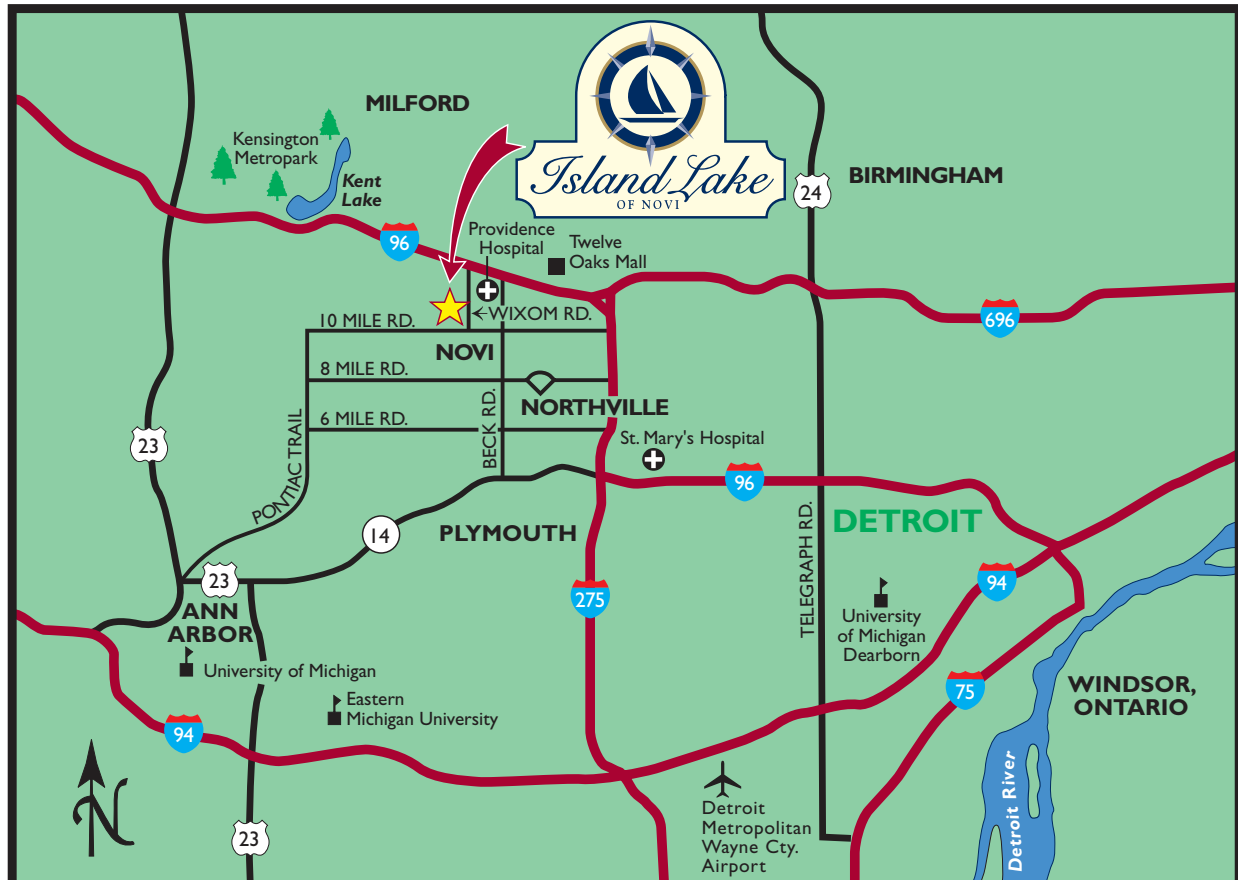 MILFORD
Kensington
Metropark
Kent
Lake
Island Lake
OF NOVI
24
BIRMINGHAM
96
Providence
Hospital
Twelve
Oaks Mall
696
WIXOM RD.
10 MILE RD.
NOVI
8 MILE RD.
NORTHVILLE
6 MILE RD.
BECK RD.
PONTIAC TRAIL
23
St. Mary's Hospital
96
DETROIT
TELEGRAPH RD.
14
PLYMOUTH
23
ANN
ARBOR
275
94
University
of Michigan
Dearborn
University of Michigan
Eastern
Michigan University
75
WINDSOR,
ONTARIO
94
N
23
Detroit
Metropolitan
Wayne Cty.
Airport
Detroit River